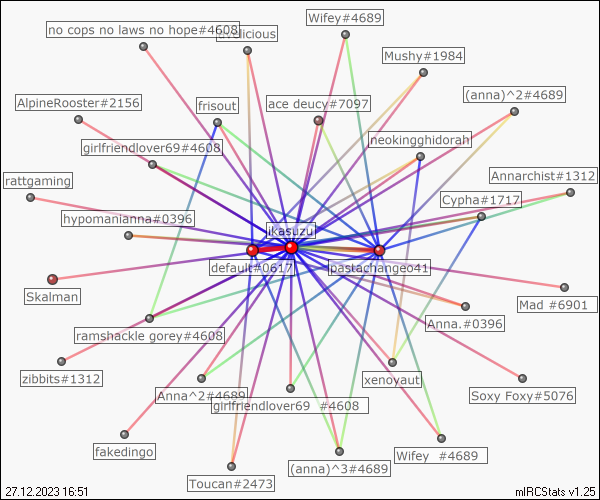 Wifey#4689
no cops no laws no hope#4608
Mushy#1984
(anna)^2#4689
AlpineRooster#2156
frisout
ace deucy#7097
neokingghidorah
girlfriendlover69#4608
Annarchist#1312
rattgaming
Cypha#1717
hypomananna#0396
ikasuzu
default#0617
pastachange041
Skalman
Mad #6901
Anna.#0396
ramshackle gorey#4608
zibbits#1312
xenoyaut
Anna^2#4689
Soxy Foxy#5076
girlfriendlover69 #4608
fakedingo
Wifey #4689
(anna)^3#4689
Toucan#2473
27.12.2023 16:51
mIRCStats v1.25